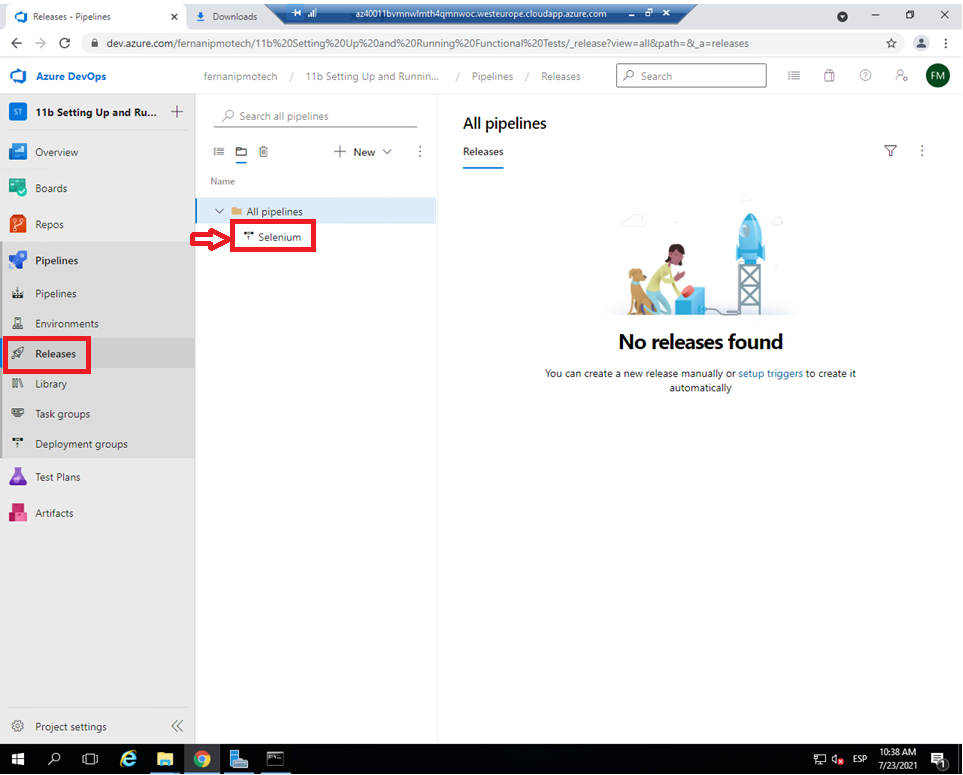 Releases - Pipelines
Downloads
az40011bvmnwlmth4qmnwoc.westeurope.cloudapp.azure.com
dev.azure.com/fernanipmotech/11b%20Setting%20Up%20and%20Running%20Functional%20Tests/_release?view=all&path=&_a=releases
Azure DevOps
fernanipmotech / 11b Setting Up and Runnin... / Pipelines / Releases
Search
FM
ST
11b Setting Up and Ru...
Overview
Boards
Repos
Pipelines
Pipelines
Environments
Releases
Library
Task groups
Deployment groups
Test Plans
Artifacts
Project settings
Search all pipelines
New
Name
All pipelines
Selenium
All pipelines
Releases
No releases found
You can create a new release manually or setup triggers to create it
automatically
ESP
10:38 AM
7/23/2021
1